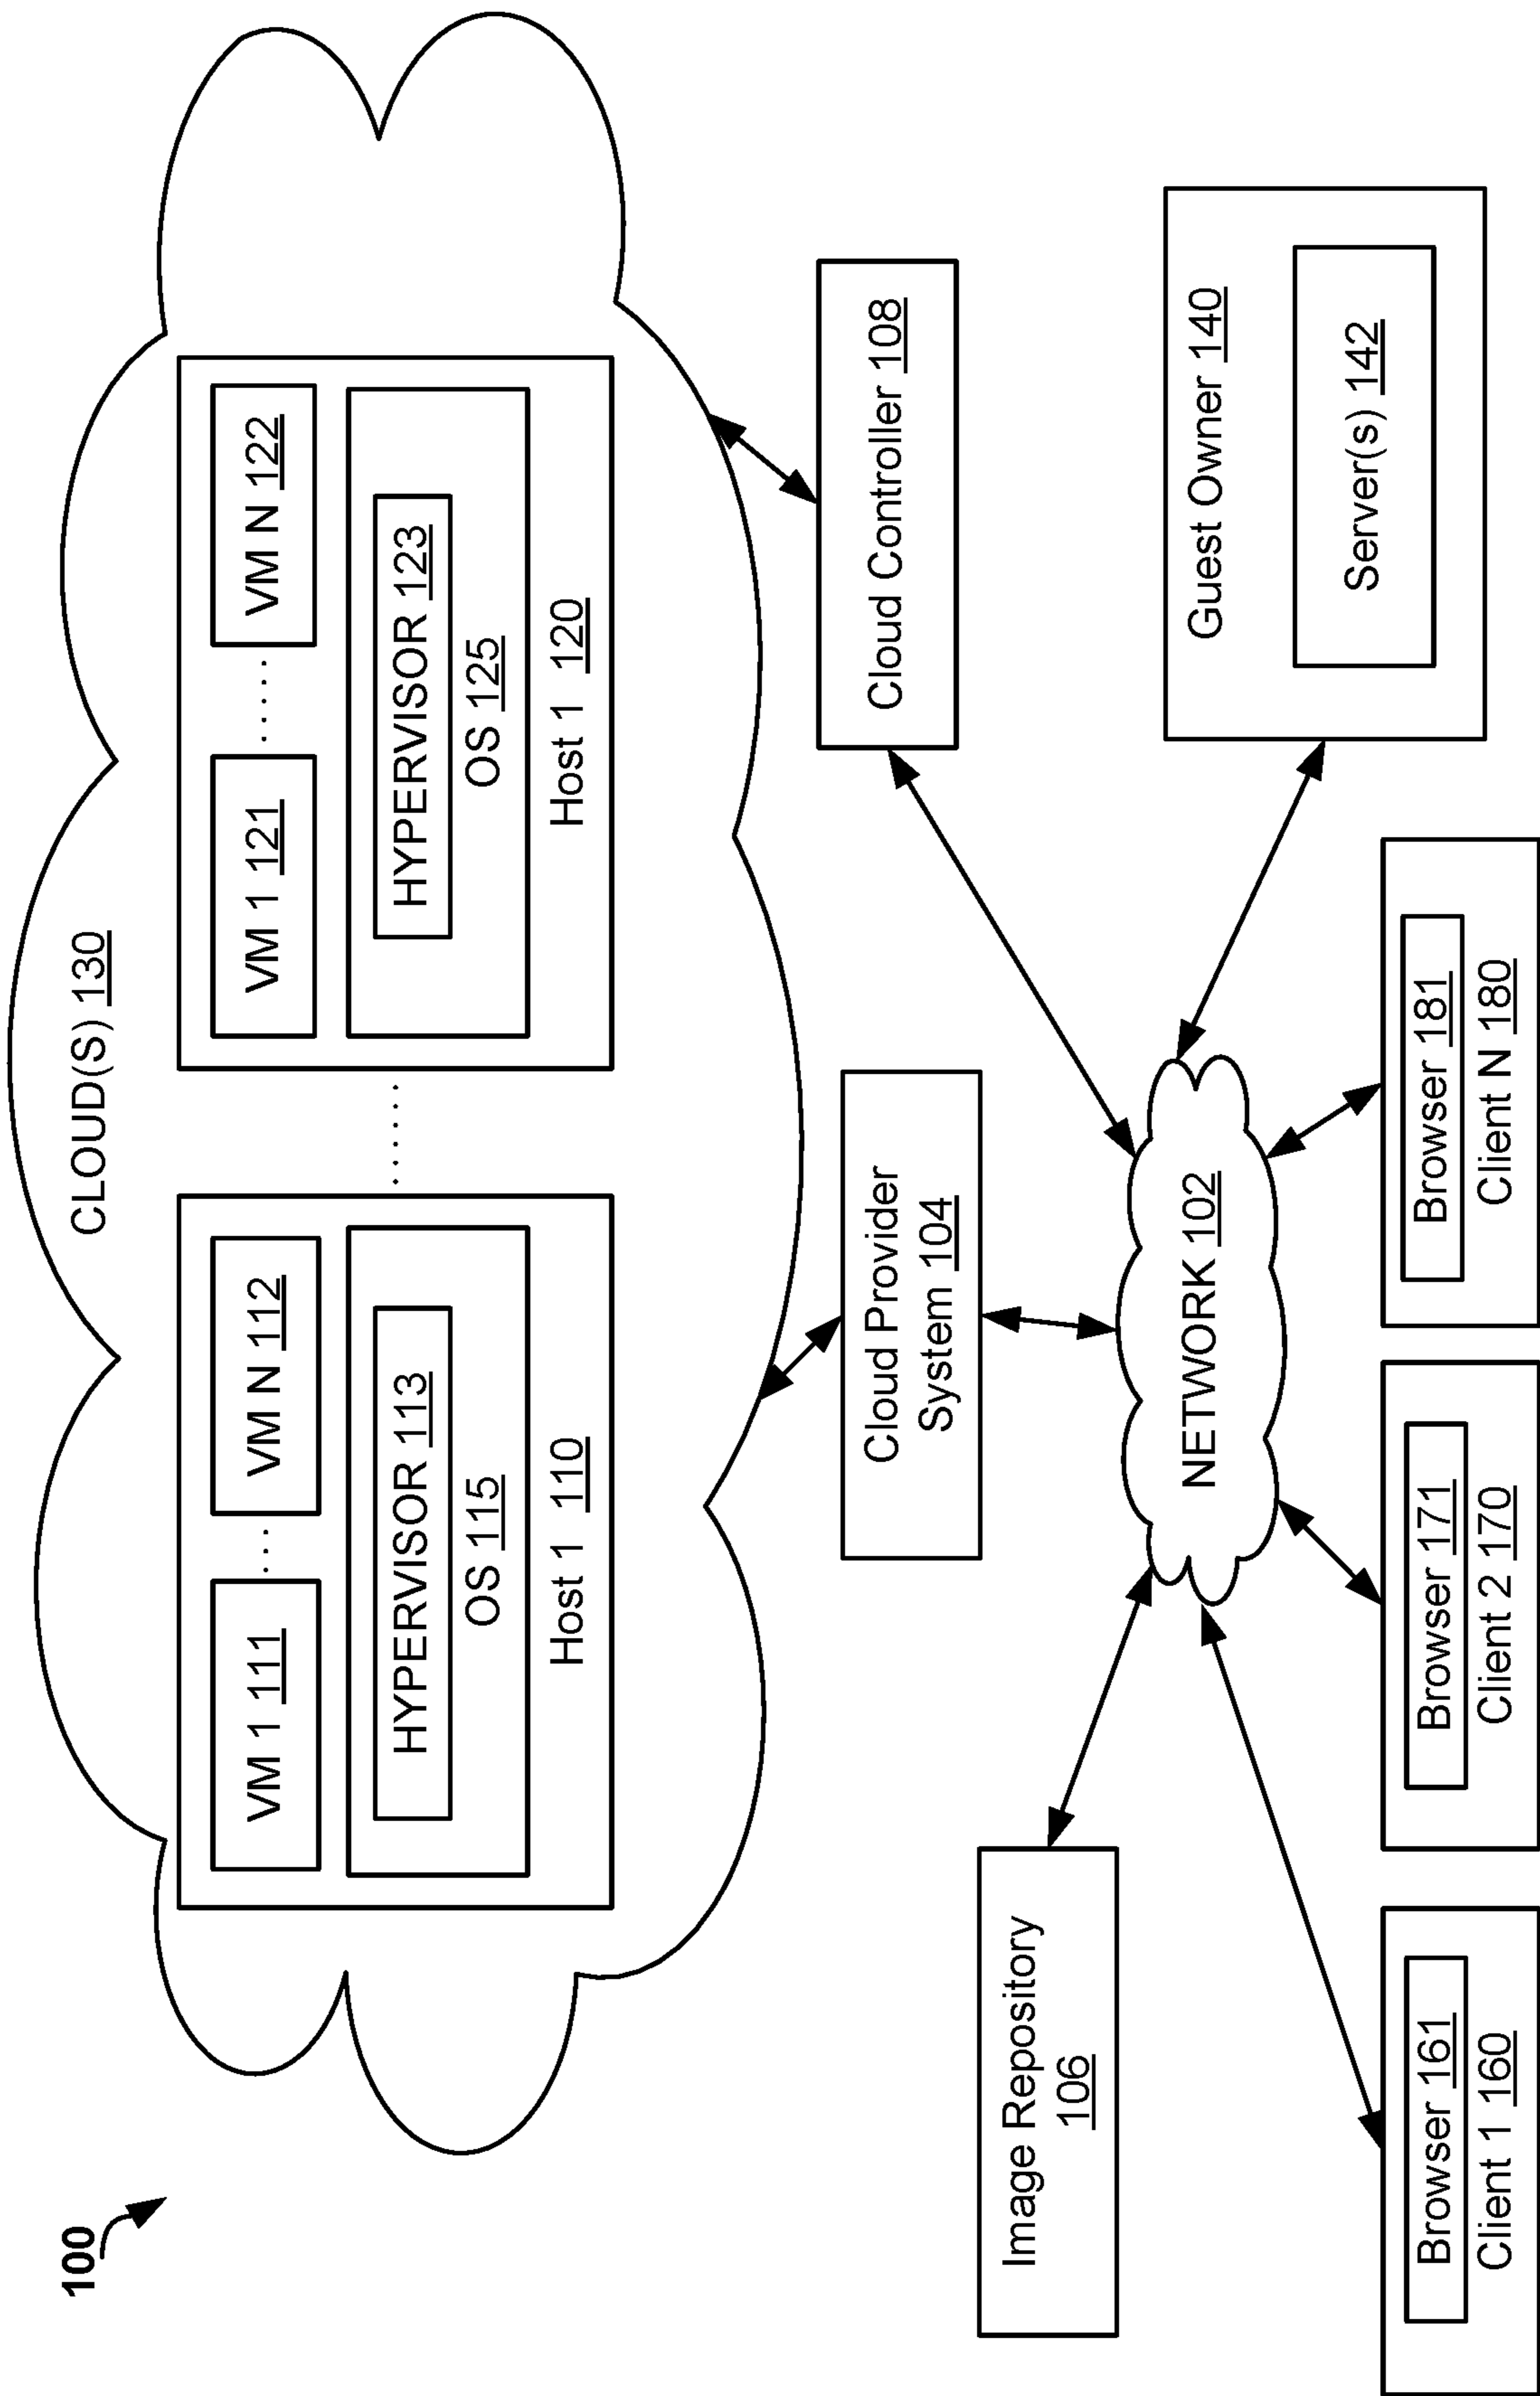 100
CLOUD(S) 130
VM 1 111
VM N 112
HYPERVISOR 113
OS 115
Host 1 110
VM 1 121
VM N 122
HYPERVISOR 123
OS 125
Host 1 120
Cloud Provider
System 104
Cloud Controller 108
Image Repository
106
NETWORK 102
Guest Owner 140
Server(s) 142
Browser 161
Client 1 160
Browser 171
Client 2 170
Browser 181
Client N 180